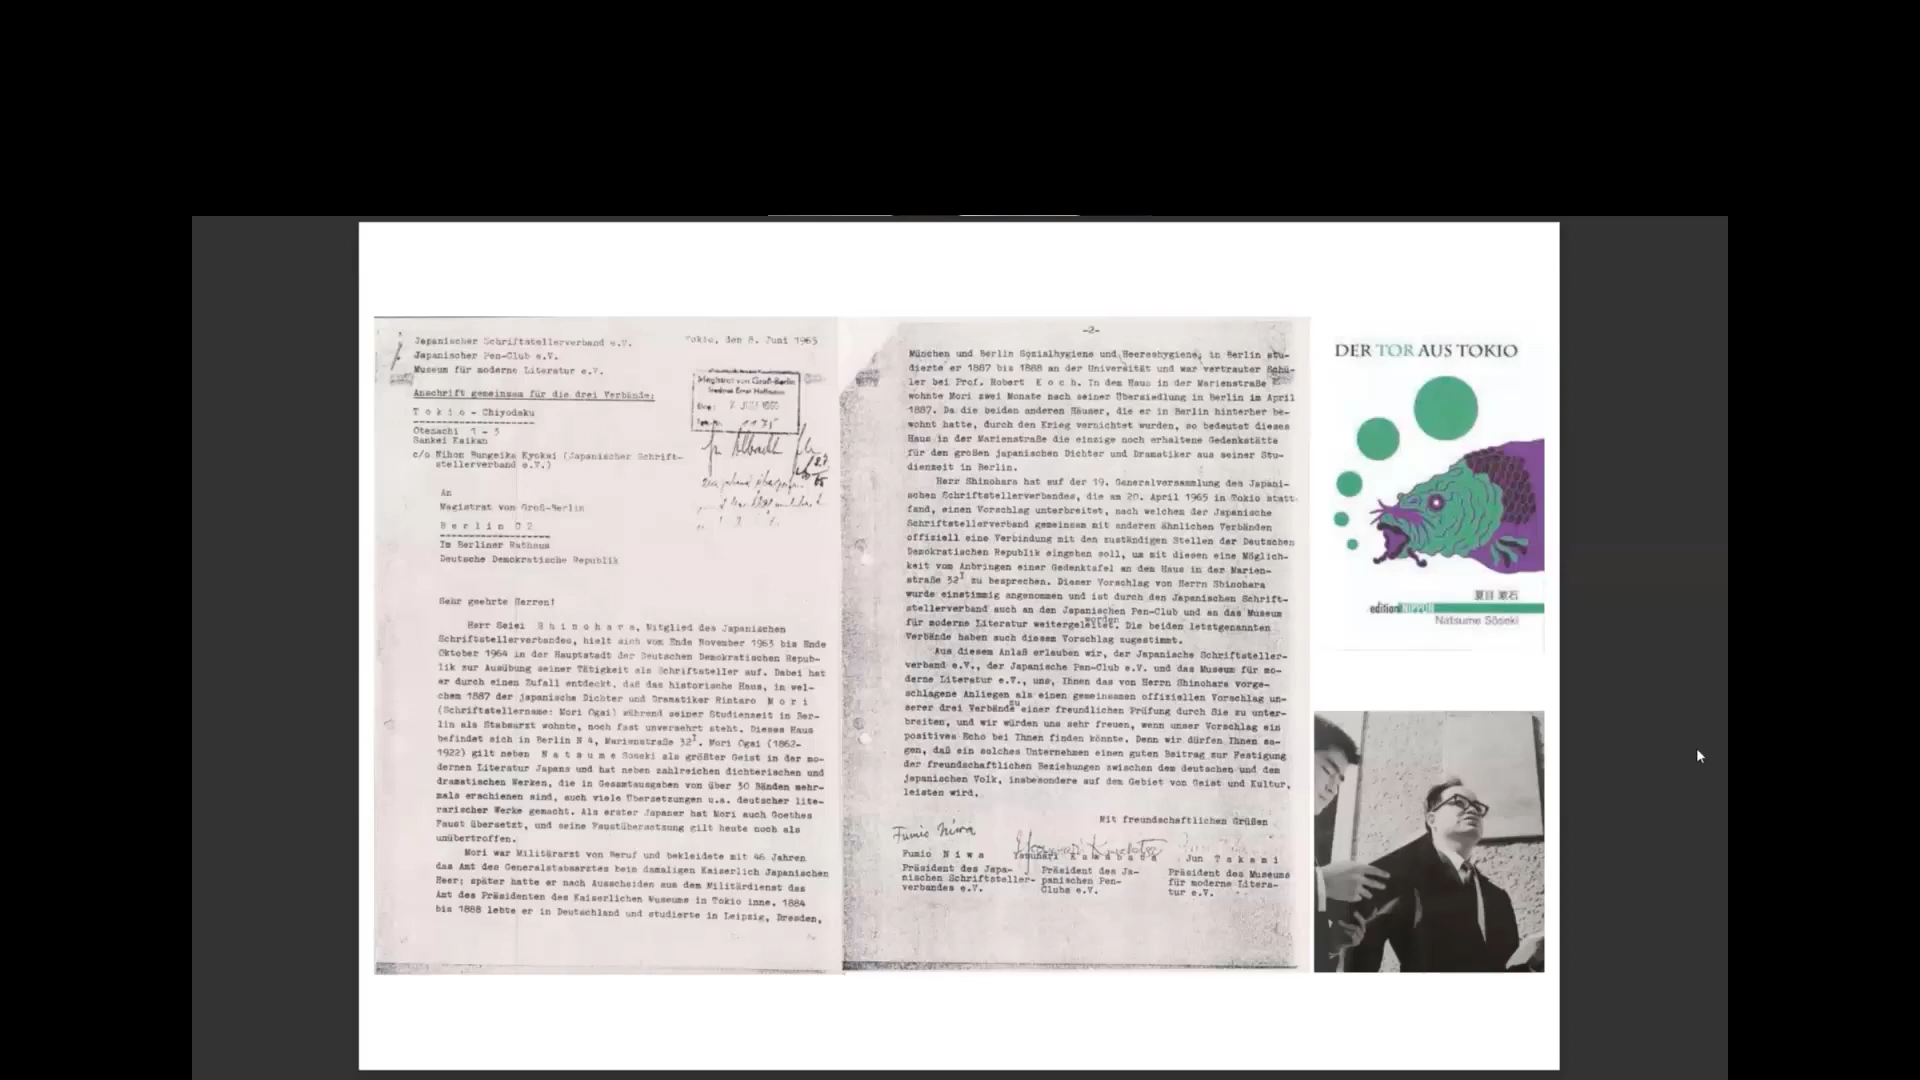 Japanischer Schriftstellerverband e.V.
Tokio, den 8. Juni 1965
Japanischer Pen-Club e.V.
Museum für moderne Literatur e.V.
Anschrift gemeinsam für die drei Verbände:
T o k i o - Chiyodaku
Otemachi 1 - 3
Sankei Kaikan
c/o Nihon Bungeika Kyokai (Japanischer Schrift-
stellerverband e.V.)
Magistrat von Groß-Berlin
An
Magistrat von Groß-Berlin
B e r l i n C 2
Im Berliner Rathaus
Deutsche Demokratische Republik
Sehr geehrte Herren!
Herr Seiei S h i n o h a r a, Mitglied des Japanischen
Schriftstellerverbandes, hielt sich vom Ende November 1963 bis Ende
Oktober 1964 in der Hauptstadt der Deutschen Demokratischen Repub-
lik zur Ausübung seiner Tätigkeit als Schriftsteller auf. Dabei hat
er durch einen Zufall entdeckt, daß das historische Haus, in wel-
chem 1887 der japanische Dichter und Dramatiker Rintaro M o r i
(Schriftstellername: Mori Ogai) während seiner Studienzeit in Ber-
lin als Stabsarzt wohnte, noch fast unversehrt steht. Dieses Haus
befindet sich in Berlin N 4, Marienstraße 32I. Mori Ogai (1862-
1922) gilt neben N a t s u m e Soseki als größter Geist in der mo-
dernen Literatur Japans und hat neben zahlreichen dichterischen und
dramatischen Werken, die in Gesamtausgaben von über 30 Bänden mehr-
mals erschienen sind, auch viele Übersetzungen u.a. deutscher lite-
rarischer Werke gemacht. Als erster Japaner hat Mori auch Goethes
Faust übersetzt, und seine Faustübersetzung gilt heute noch als
unübertroffen.
Mori war Militärarzt von Beruf und bekleidete mit 46 Jahren
das Amt des Generalstabsarztes beim damaligen Kaiserlich Japanischen
Heer; später hatte er nach Ausscheiden aus dem Militärdienst das
Amt des Präsidenten des Kaiserlichen Museums in Tokio inne. 1884
bis 1888 lebte er in Deutschland und studierte in Leipzig, Dresden,
-2-
München und Berlin Sozialhygiene und Heereshygiene, in Berlin stu-
dierte er 1887 bis 1888 an der Universität und war vertrauter Schü-
ler bei Prof. Robert K o c h. In dem Haus in der Marienstraße
wohnte Mori zwei Monate nach seiner Übersiedlung in Berlin im April
1887. Da die beiden anderen Häuser, die er in Berlin hinterher be-
wohnt hatte, durch den Krieg vernichtet wurden, so bedeutet dieses
Haus in der Marienstraße die einzige noch erhaltene Gedenkstätte
für den großen japanischen Dichter und Dramatiker aus seiner Stu-
dienzeit in Berlin.
Herr Shinohara hat auf der 19. Generalversammlung des Japani-
schen Schriftstellerverbandes, die am 20. April 1965 in Tokio statt-
fand, einen Vorschlag unterbreitet, nach welchem der Japanische
Schriftstellerverband gemeinsam mit anderen ähnlichen Verbänden
offiziell eine Verbindung mit den zuständigen Stellen der Deutschen
Demokratischen Republik eingehen soll, um mit diesen eine Möglich-
keit vom Anbringen einer Gedenktafel an dem Haus in der Marien-
straße 32I zu besprechen. Dieser Vorschlag von Herrn Shinohara
wurde einstimmig angenommen und ist durch den Japanischen Schrift-
stellerverband auch an den Japanischen Pen-Club und an das Museum
für moderne Literatur weitergeleitet worden. Die beiden letztgenannten
Verbände haben auch diesem Vorschlag zugestimmt.
Aus diesem Anlaß erlauben wir, der Japanische Schriftsteller-
verband e.V., der Japanische Pen-Club e.V. und das Museum für mo-
derne Literatur e.V., uns, Ihnen das von Herrn Shinohara vorge-
schlagene Anliegen als einen gemeinsamen offiziellen Vorschlag un-
serer drei Verbände zu einer freundlichen Prüfung durch Sie zu unter-
breiten, und wir würden uns sehr freuen, wenn unser Vorschlag ein
positives Echo bei Ihnen finden könnte. Denn wir dürfen Ihnen sa-
gen, daß ein solches Unternehmen einen guten Beitrag zur Festigung
der freundschaftlichen Beziehungen zwischen dem deutschen und dem
japanischen Volk, insbesondere auf dem Gebiet von Geist und Kultur,
leisten wird.
Mit freundschaftlichen Grüßen
Fumio Niwa
Fumio N i w a
Yasunari K a w a b a t a
Jun T a k a m i
Präsident des Japa-
nischen Schriftsteller-
verbandes e.V.
Präsident des Ja-
panischen Pen-
Clubs e.V.
Präsident des Museums
für moderne Litera-
tur e.V.
DER TOR AUS TOKIO
夏目 漱石
edition NIPPON
Natsume Sōseki